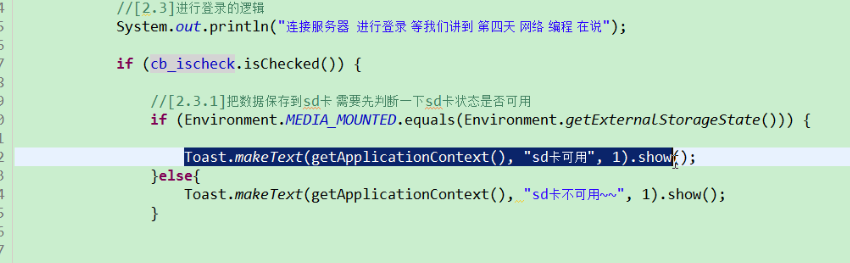 4 //[2.3]进行登录的逻辑
5 System.out.println("连接服务器 进行登录 等我们讲到 第四天 网络 编程 在说");
6
7 if (cb_ischeck.isChecked()) {
8
9 //[2.3.1]把数据保存到sd卡 需要先判断一下sd卡状态是否可用
0 if (Environment.MEDIA_MOUNTED.equals(Environment.getExternalStorageState())) {
1
2 Toast.makeText(getApplicationContext(), "sd卡可用", 1).show();
3 }else{
4 Toast.makeText(getApplicationContext(), "sd卡不可用~~", 1).show();
5 }
6
7